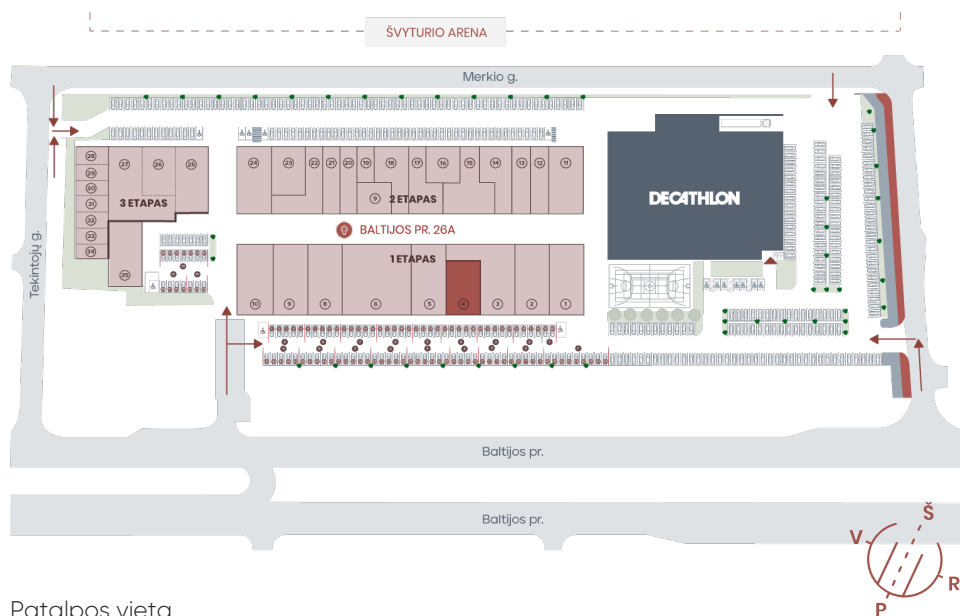 ŠVYTURIO ARENA
Merkio g.
Tekintojų g.
28
29
30
31
32
33
24
27
26
25
3 ETAPAS
25
24
23
22
21
20
19
18
17
16
15
14
13
12
11
9
2 ETAPAS
BALTIJOS PR. 26A
1 ETAPAS
10
9
8
6
5
4
3
2
1
DECATHLON
Baltijos pr.
Baltijos pr.
Š
V
R
P
Patalpos vieta